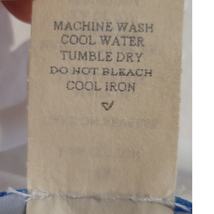 MACHINE WASH
COOL WATER
TUMBLE DRY
DO NOT BLEACH
COOL IRON